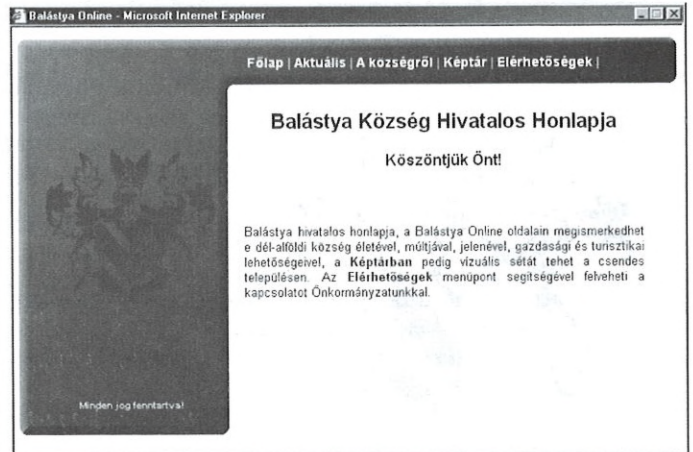 Balástya Online - Microsoft Internet Explorer
Főlap | Aktuális | A községről | Képtár | Elérhetőségek |
Balástya Község Hivatalos Honlapja
Köszöntjük Önt!
Balástya hivatalos honlapja, a Balástya Online oldalain megismerkedhet
e dél-alföldi község életével, múltjával, jelenével, gazdasági és turisztikai
lehetőségeivel, a Képtárban pedig vizuális sétát tehet a csendes
településen. Az Elérhetőségek menüpont segítségével felveheti a
kapcsolatot Önkormányzatunkkal.
Minden jog fenntartva!